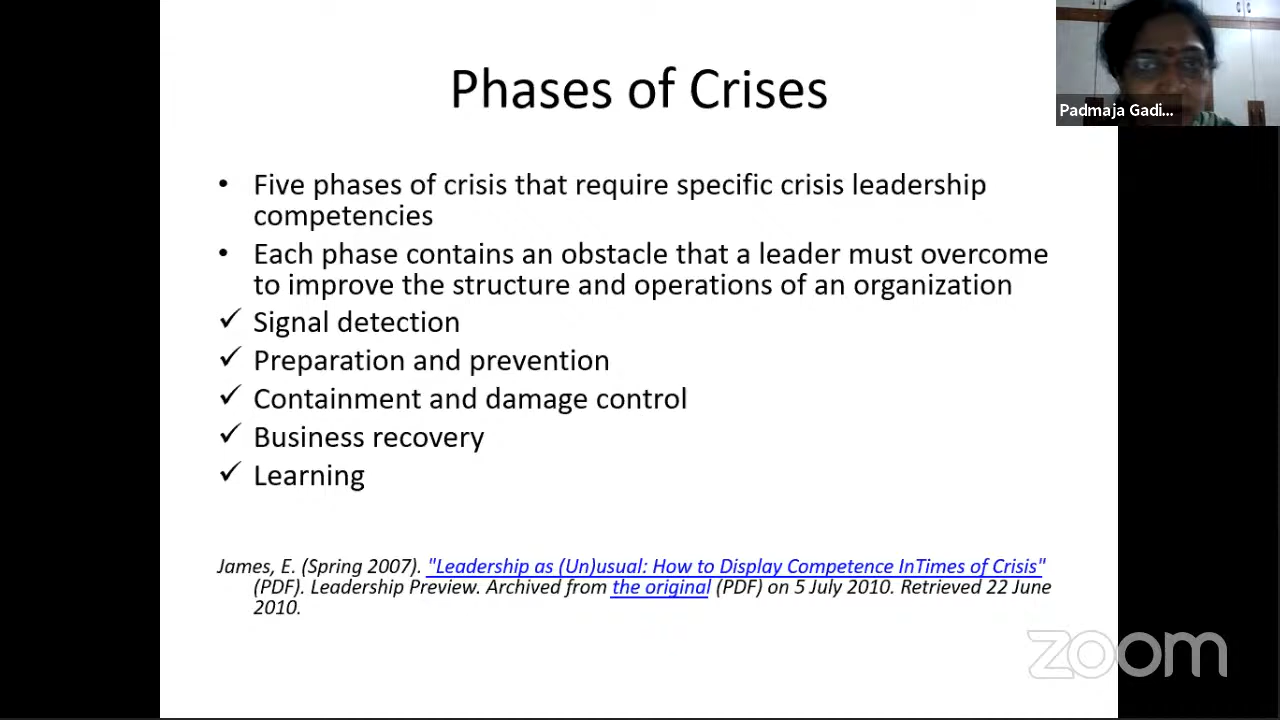 Phases of Crises
Padmaja Gadi...
• Five phases of crisis that require specific crisis leadership
competencies
• Each phase contains an obstacle that a leader must overcome
to improve the structure and operations of an organization
✓ Signal detection
✓ Preparation and prevention
✓ Containment and damage control
✓ Business recovery
✓ Learning
James, E. (Spring 2007). "Leadership as (Un)usual: How to Display Competence InTimes of Crisis"
(PDF). Leadership Preview. Archived from the original (PDF) on 5 July 2010. Retrieved 22 June
2010.
zoom